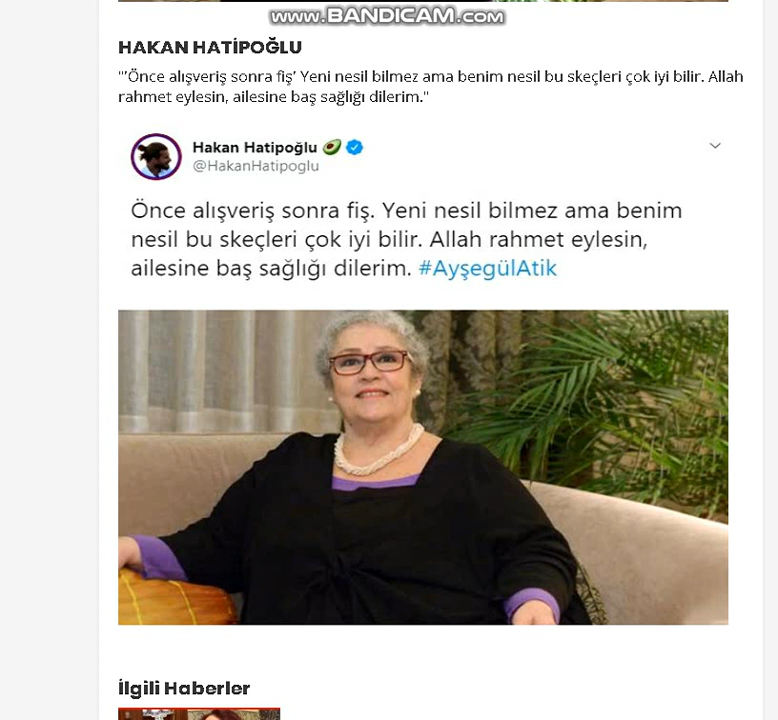 www.BANDICAM.com
HAKAN HATİPOĞLU
"'Önce alışveriş sonra fiş' Yeni nesil bilmez ama benim nesil bu skeçleri çok iyi bilir. Allah
rahmet eylesin, ailesine baş sağlığı dilerim."
Hakan Hatipoğlu 🥑
@HakanHatipoglu
Önce alışveriş sonra fiş. Yeni nesil bilmez ama benim
nesil bu skeçleri çok iyi bilir. Allah rahmet eylesin,
ailesine baş sağlığı dilerim. #AyşegülAtik
İlgili Haberler